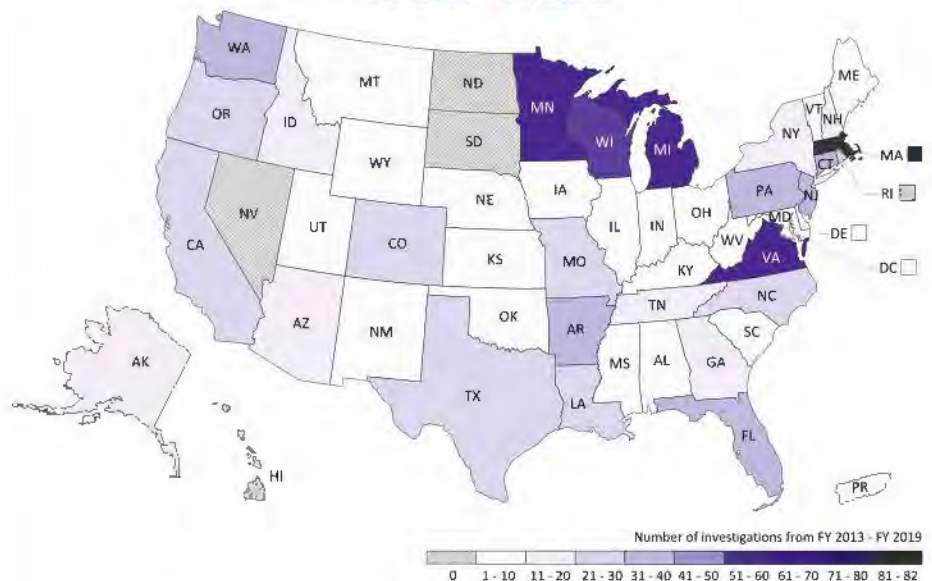 WA
MT
ND
ME
OR
ID
MN
VT
NH
SD
WI
MI
NY
MA
WY
CT
RI
NV
NE
IA
PA
NJ
UT
IL
IN
OH
MD
DE
CA
CO
KS
MO
WV
VA
DC
KY
NC
TN
AZ
NM
OK
AR
SC
AK
MS
AL
GA
TX
LA
FL
HI
PR
Number of investigations from FY 2013 - FY 2019
0 1 - 10 11 - 20 21 - 30 31 - 40 41 - 50 51 - 60 61 - 70 71 - 80 81 - 82